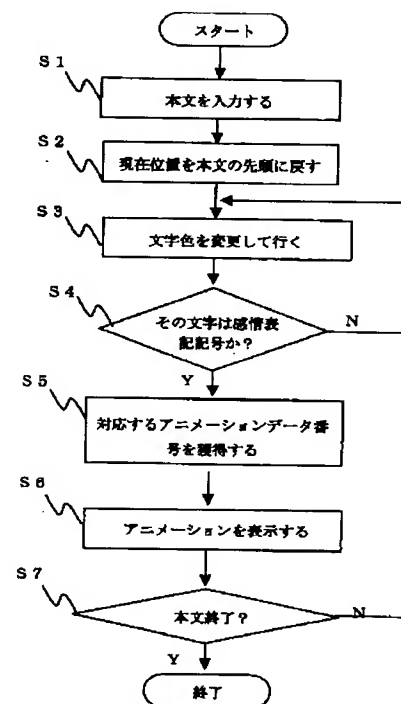 スタート
S1
本文を入力する
S2
現在位置を本文の先頭に戻す
S3
文字色を変更して行く
S4
その文字は感情表
記記号か?
N
Y
S5
対応するアニメーションデータ番
号を獲得する
S6
アニメーションを表示する
S7
本文終了?
N
Y
終了